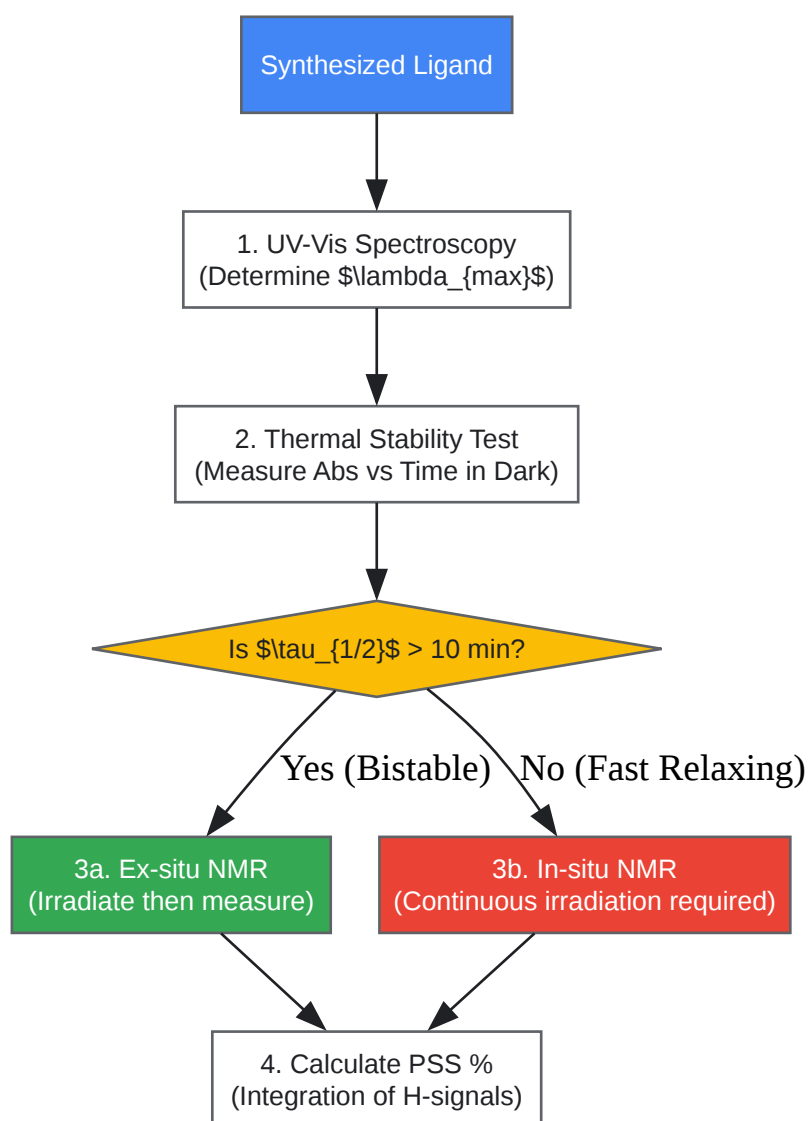 Synthesized Ligand
1. UV-Vis Spectroscopy
(Determine $\lambda_{max}$)
2. Thermal Stability Test
(Measure Abs vs Time in Dark)
Is $\tau_{1/2}$ > 10 min?
Yes (Bistable)
No (Fast Relaxing)
3a. Ex-situ NMR
(Irradiate then measure)
3b. In-situ NMR
(Continuous irradiation required)
4. Calculate PSS %
(Integration of H-signals)